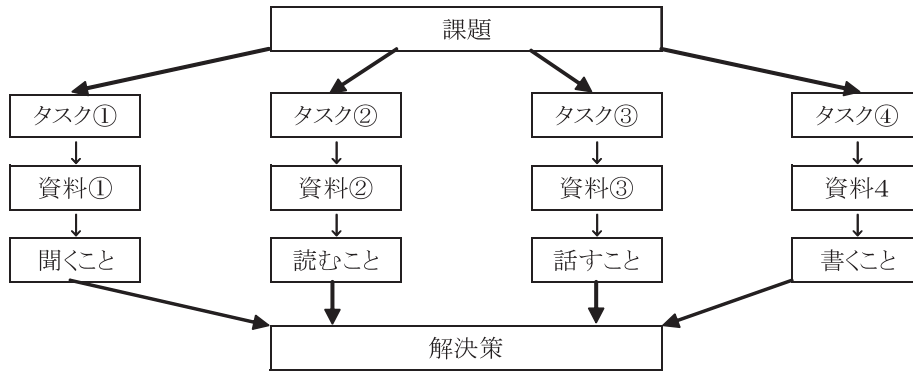 課題
タスク① タスク② タスク③ タスク④
資料① 資料② 資料③ 資料4
聞くこと 読むこと 話すこと 書くこと
解決策